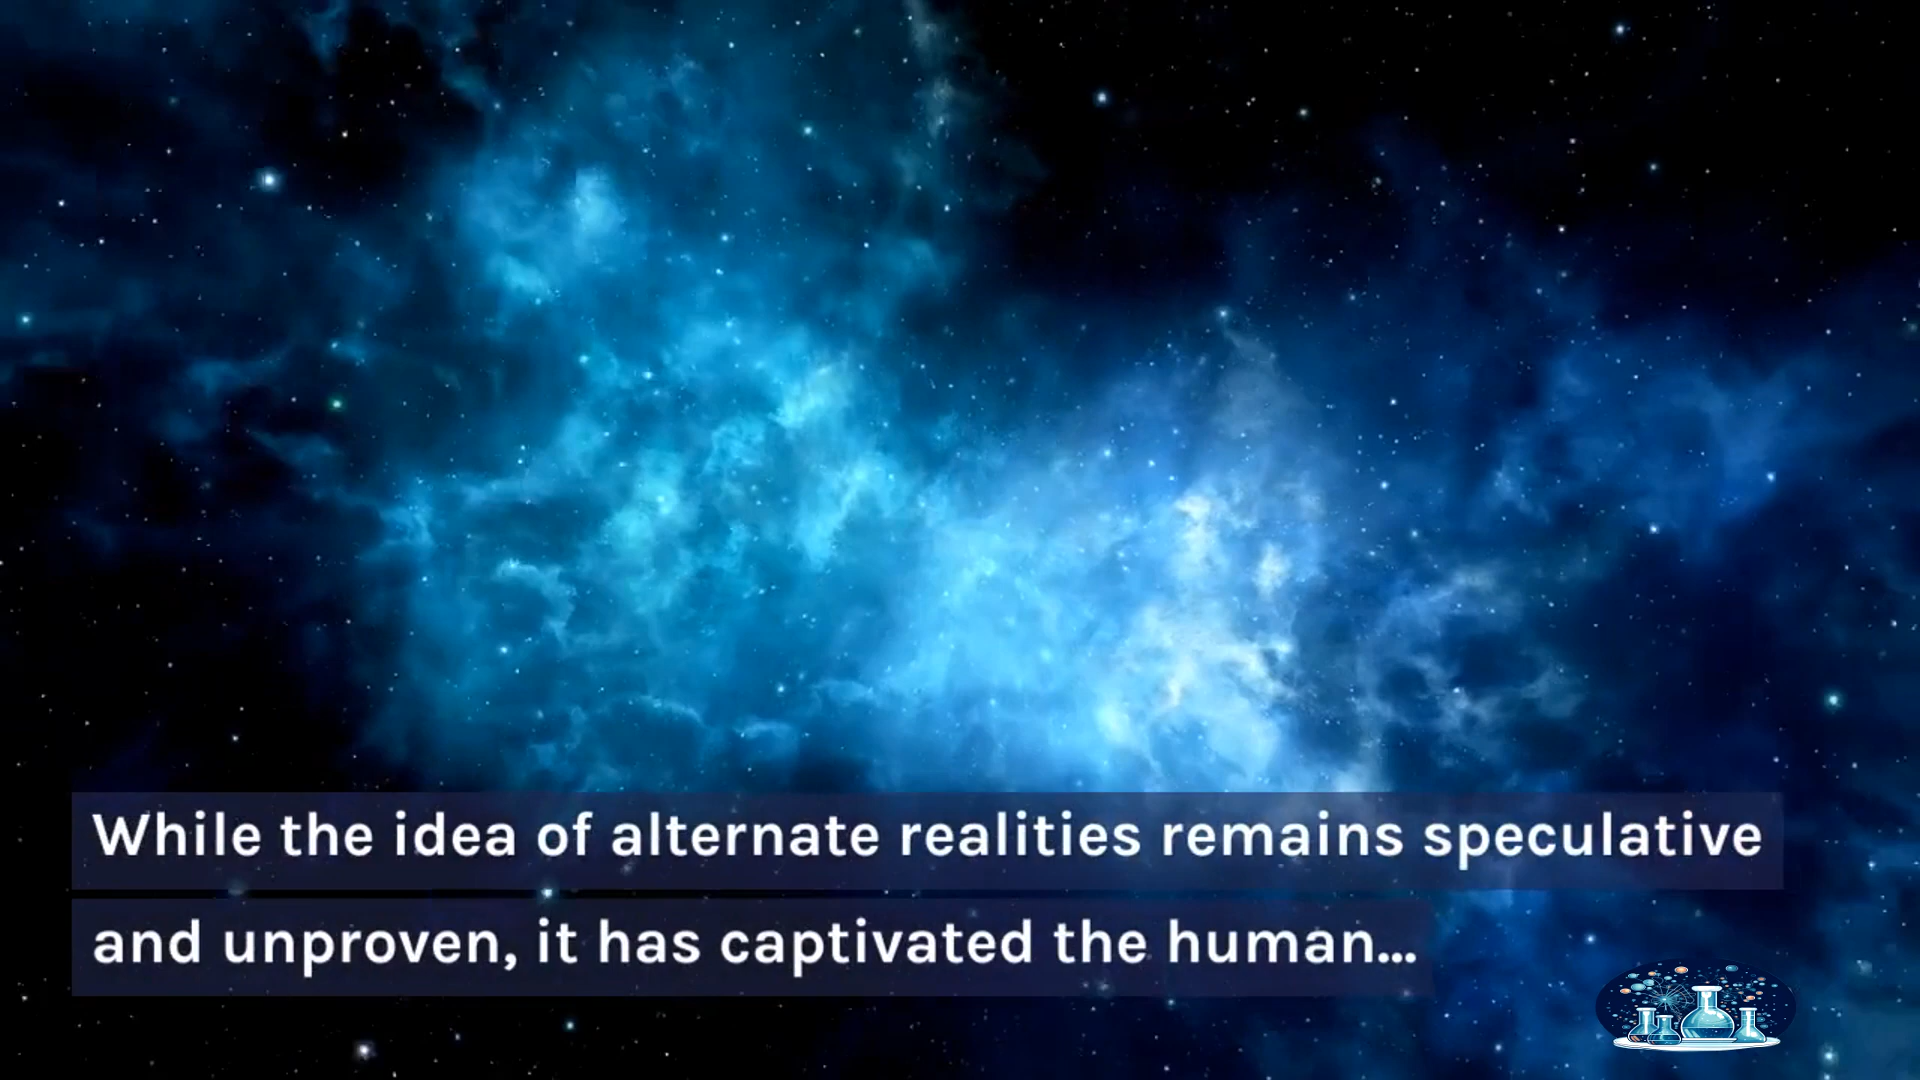 While the idea of alternate realities remains speculative
and unproven, it has captivated the human...